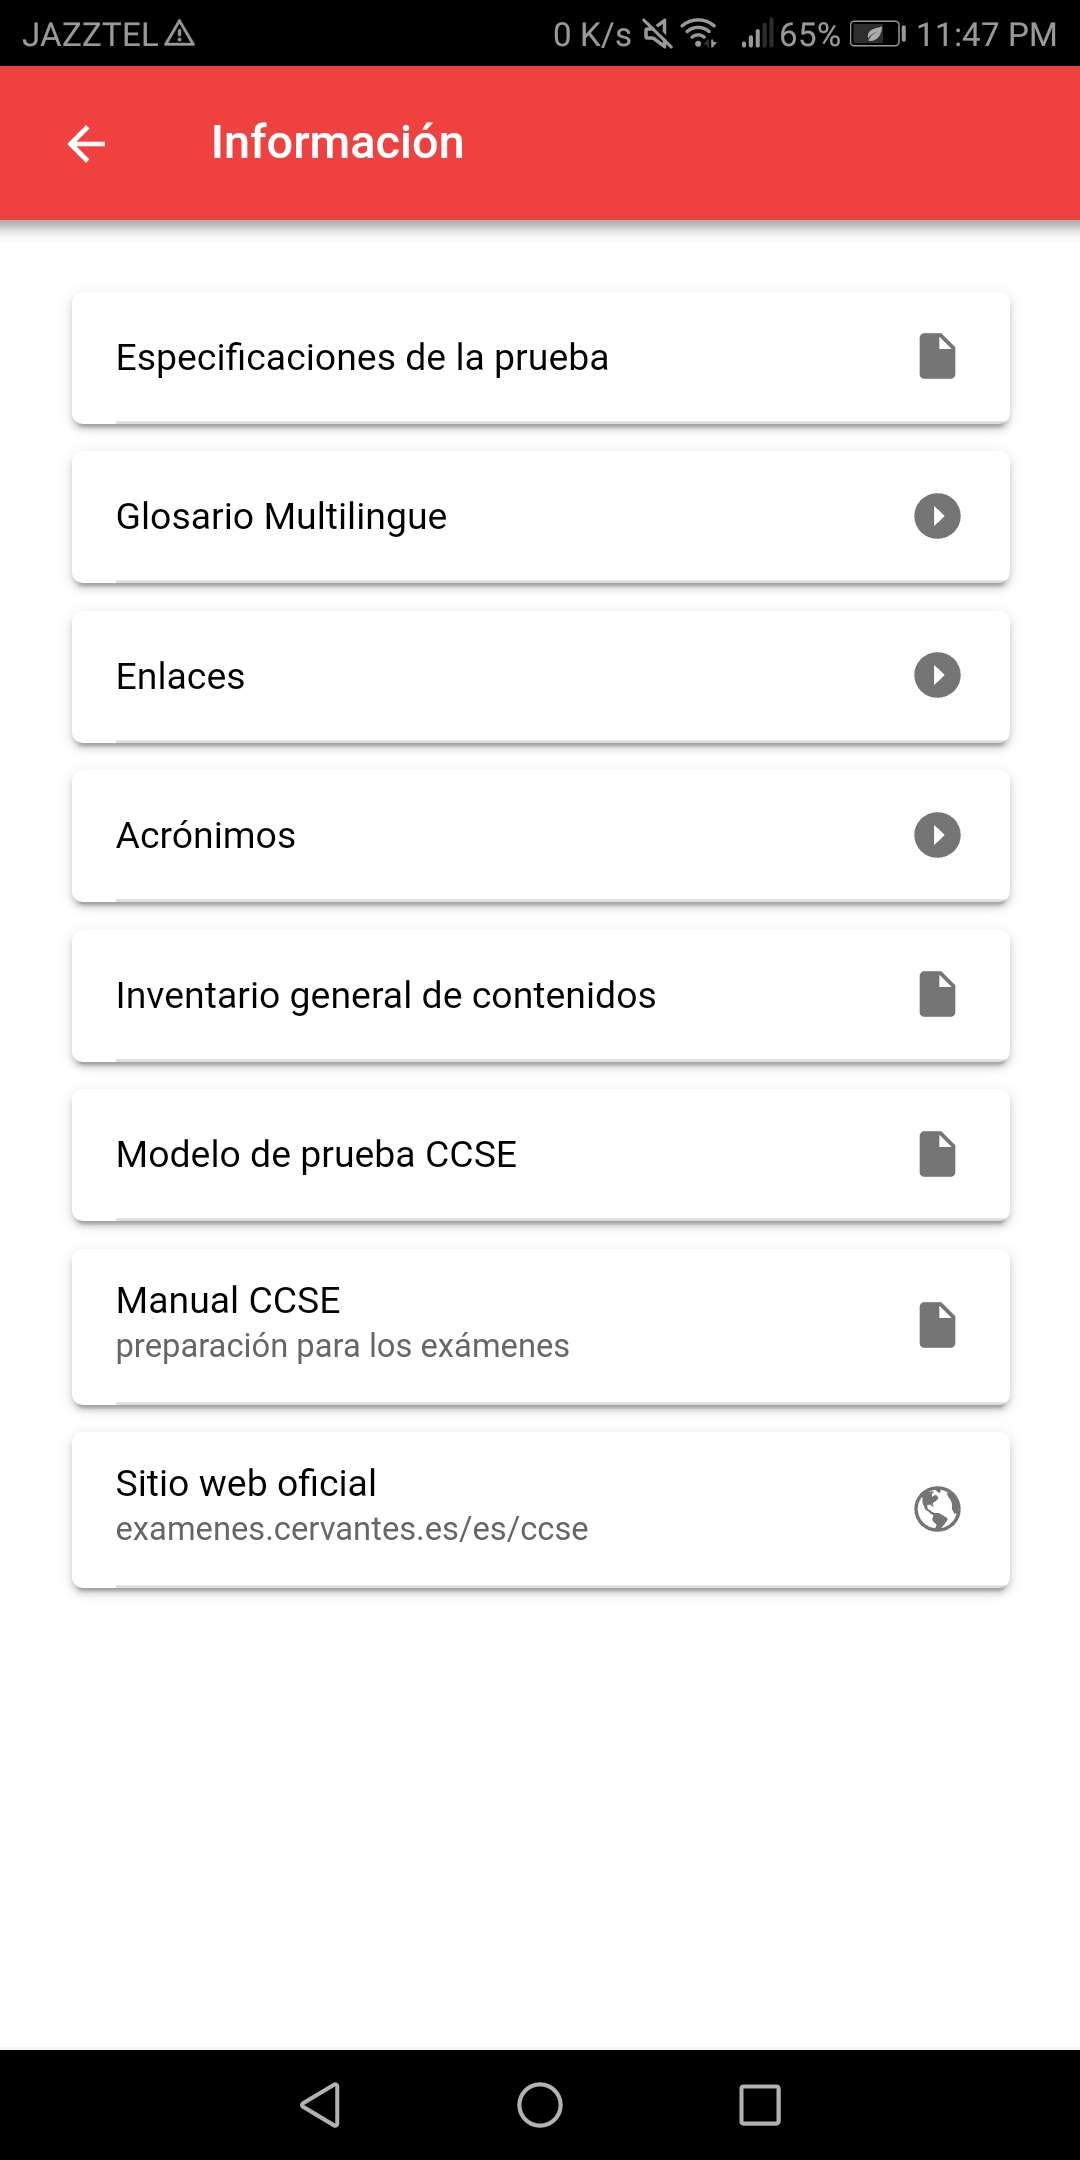 JAZZTEL 0 K/s 65% 11:47 PM
Información
Especificaciones de la prueba
Glosario Multilingue
Enlaces
Acrónimos
Inventario general de contenidos
Modelo de prueba CCSE
Manual CCSE
preparación para los exámenes
Sitio web oficial
examenes.cervantes.es/es/ccse